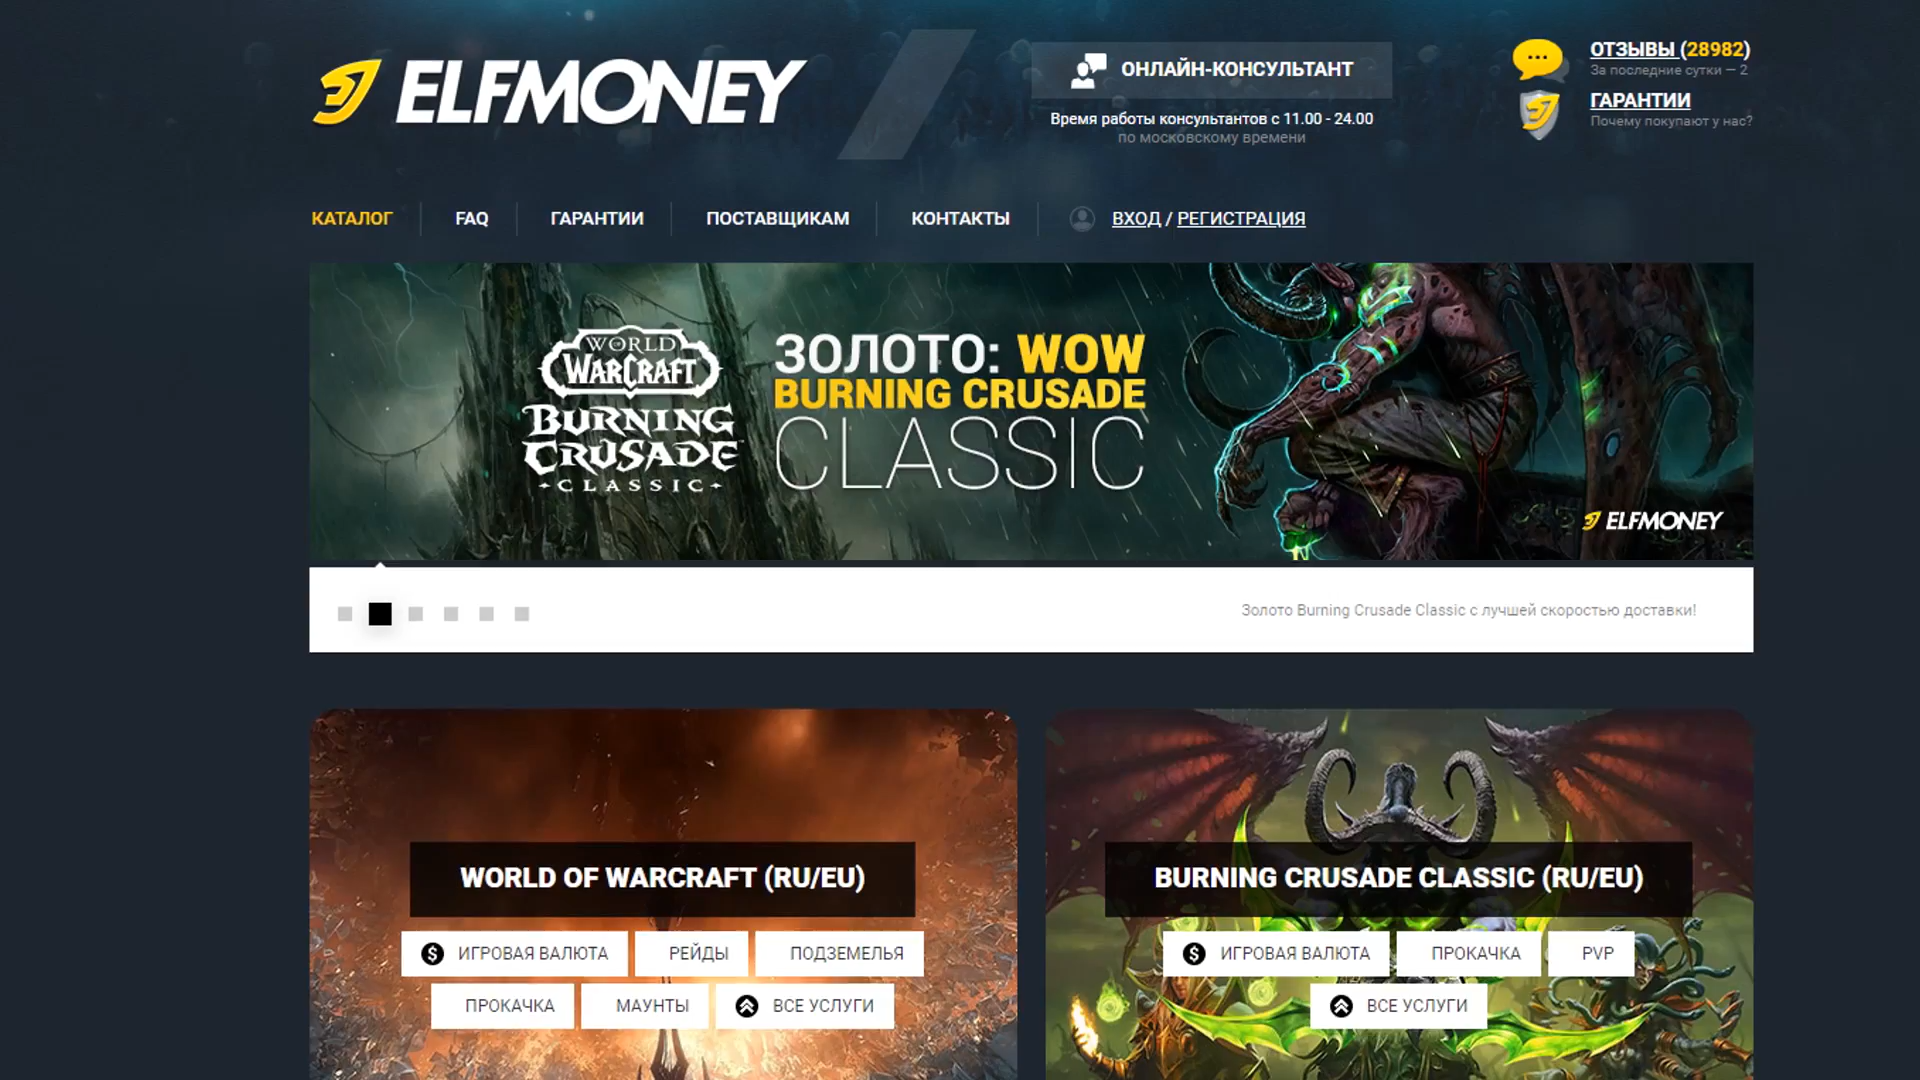 ELFMONEY
ОНЛАЙН-КОНСУЛЬТАНТ
Время работы консультантов с 11.00 - 24.00
по московскому времени
ОТЗЫВЫ (28982)
За последние сутки — 2
ГАРАНТИИ
Почему покупают у нас?
КАТАЛОГ
FAQ
ГАРАНТИИ
ПОСТАВЩИКАМ
КОНТАКТЫ
ВХОД / РЕГИСТРАЦИЯ
WORLD
WARCRAFT
BURNING
CRUSADE
CLASSIC
ЗОЛОТО: WOW
BURNING CRUSADE
CLASSIC
ELFMONEY
Золото Burning Crusade Classic с лучшей скоростью доставки!
WORLD OF WARCRAFT (RU/EU)
ИГРОВАЯ ВАЛЮТА
РЕЙДЫ
ПОДЗЕМЕЛЬЯ
ПРОКАЧКА
МАУНТЫ
ВСЕ УСЛУГИ
BURNING CRUSADE CLASSIC (RU/EU)
ИГРОВАЯ ВАЛЮТА
ПРОКАЧКА
PVP
ВСЕ УСЛУГИ